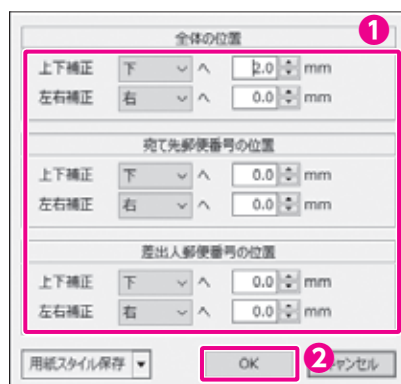 全体の位置 1
上下補正 下 へ 2.0 mm
左右補正 右 へ 0.0 mm
宛て先郵便番号の位置
上下補正 下 へ 0.0 mm
左右補正 右 へ 0.0 mm
差出人郵便番号の位置
上下補正 下 へ 0.0 mm
左右補正 右 へ 0.0 mm
用紙スタイル保存 OK 2 キャンセル